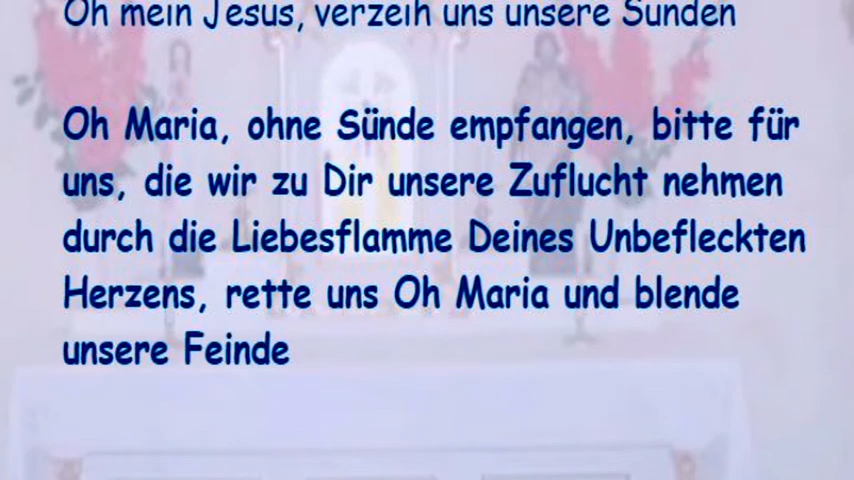 Oh mein Jesus, verzeih uns unsere Sünden
Oh Maria, ohne Sünde empfangen, bitte für
uns, die wir zu Dir unsere Zuflucht nehmen
durch die Liebesflamme Deines Unbefleckten
Herzens, rette uns Oh Maria und blende
unsere Feinde